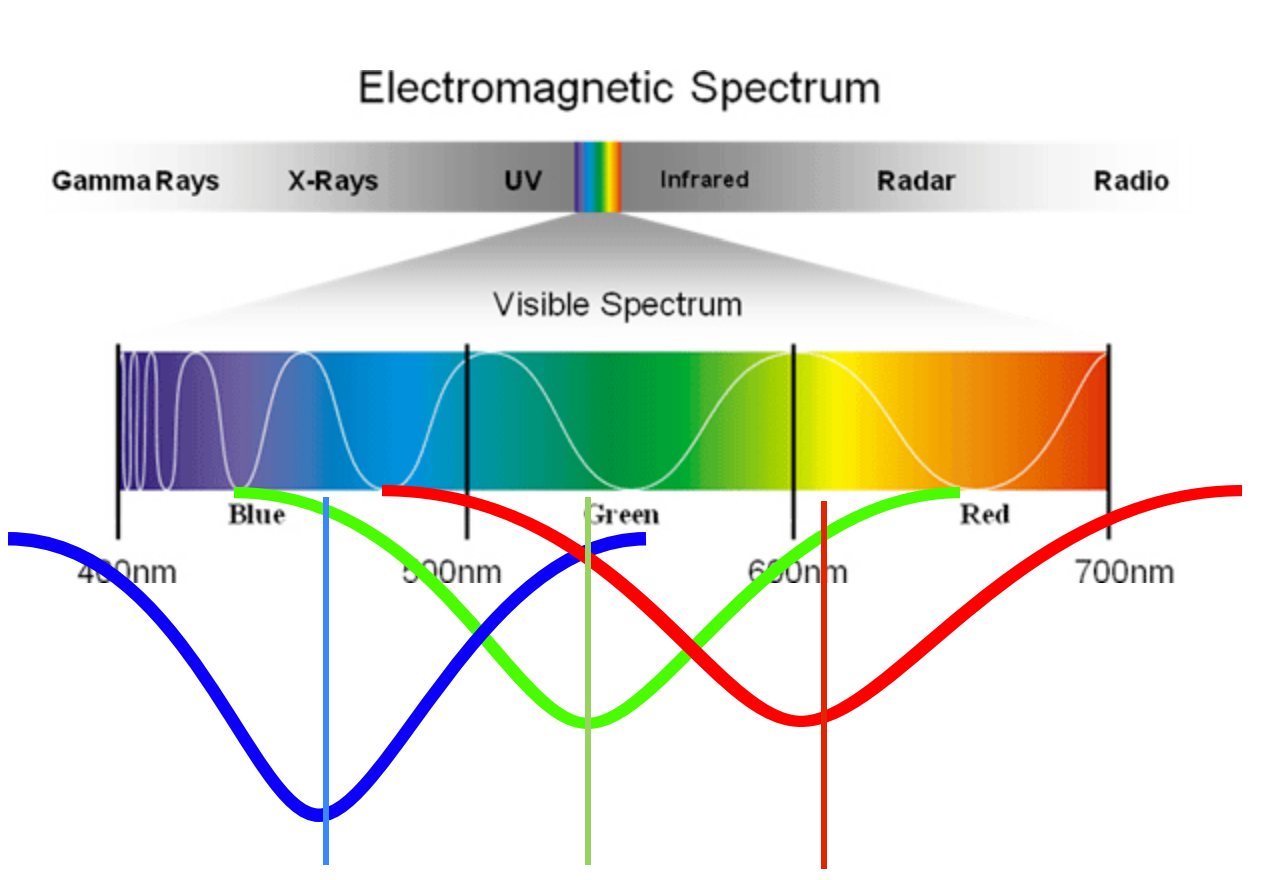 Electromagnetic Spectrum
Gamma Rays X-Rays UV Infrared Radar Radio
Visible Spectrum
Blue Green Red
400nm 500nm 600nm 700nm